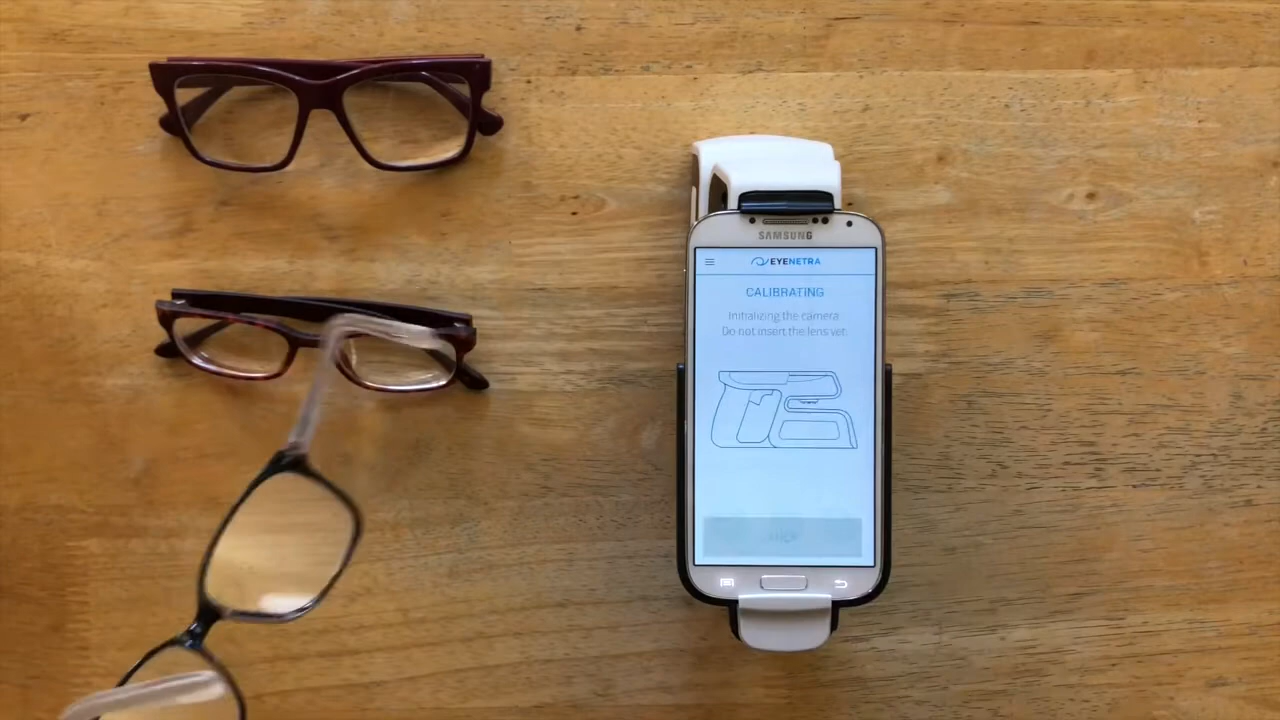 SAMSUNG
EYENETRA
CALIBRATING
Initializing the camera.
Do not insert the lens yet.